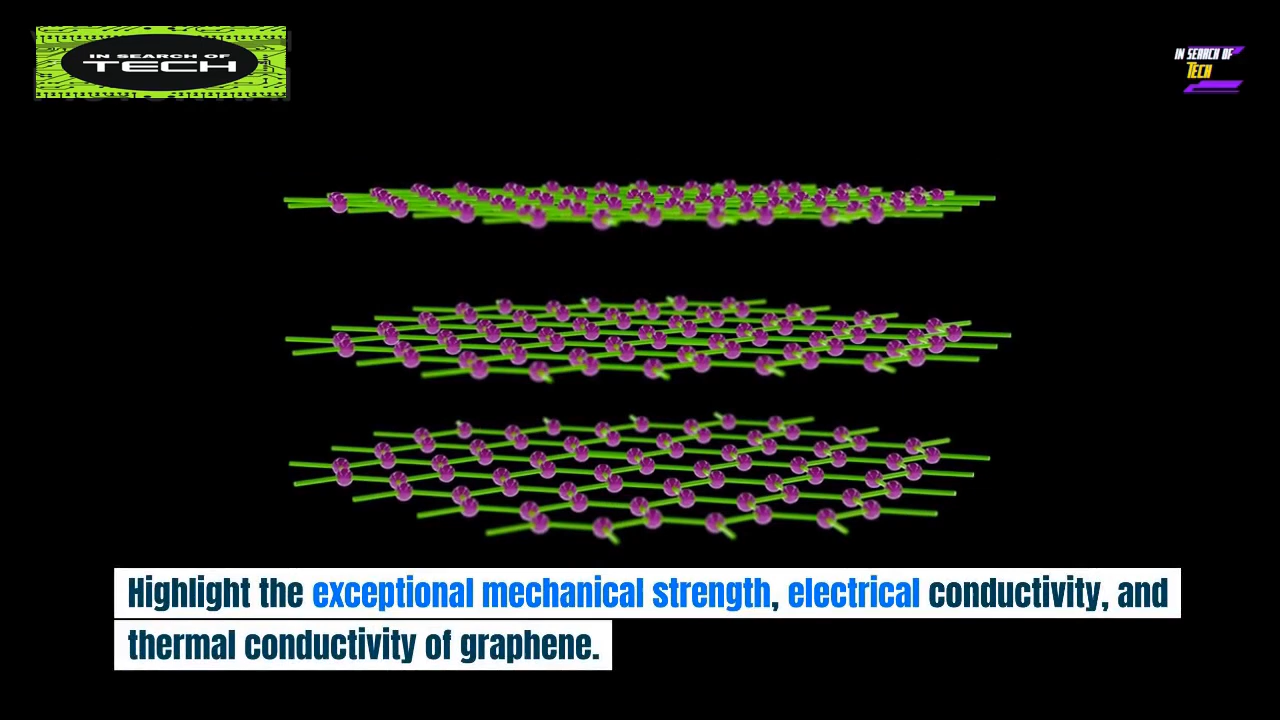 IN SEARCH OF
TECH
IN SEARCH OF
TECH
Highlight the exceptional mechanical strength, electrical conductivity, and
thermal conductivity of graphene.